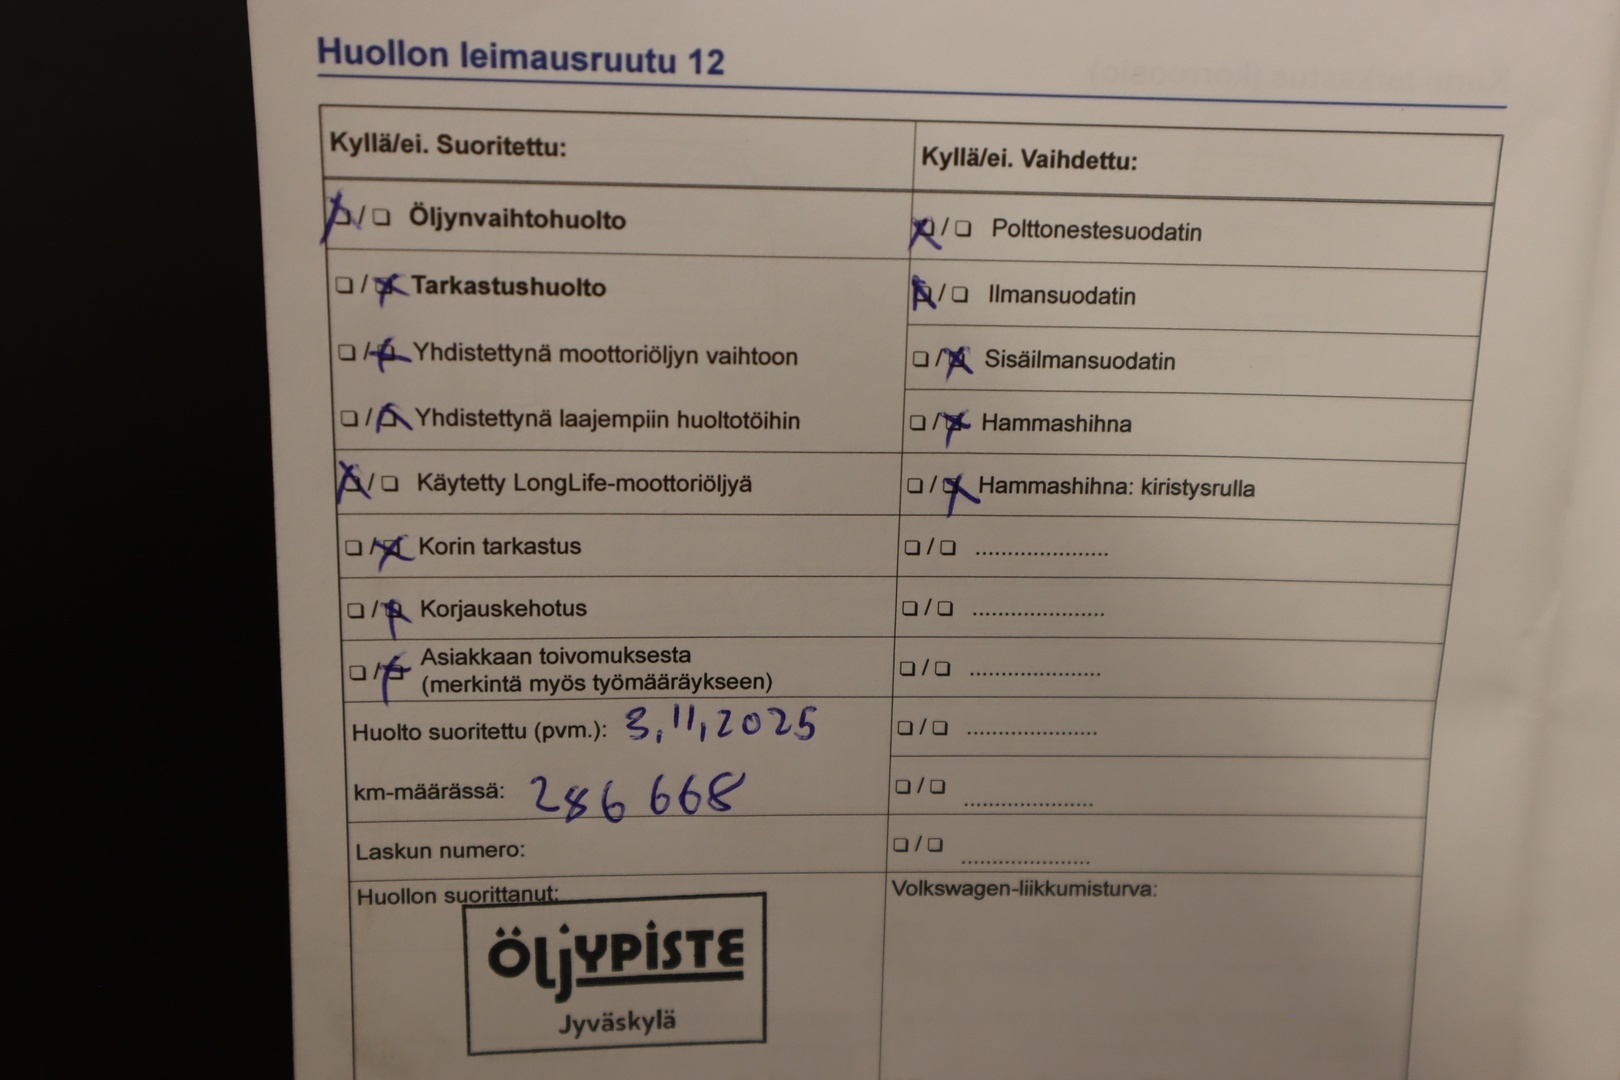 Huollon leimausruutu 12
Kyllä/ei. Suoritettu:
☒/☐ Öljynvaihtohuolto
☐/☒ Tarkastushuolto
☐/☒ Yhdistettynä moottoriöljyn vaihtoon
☐/☒ Yhdistettynä laajempiin huoltotöihin
☒/☐ Käytetty LongLife-moottoriöljyä
☐/☒ Korin tarkastus
☐/☒ Korjauskehotus
☐/☒ Asiakkaan toivomuksesta
(merkintä myös työmääräykseen)
Huolto suoritettu (pvm.): 3.11.2025
km-määrässä: 286 668
Laskun numero:
Huollon suorittanut:
ÖLJYPISTE
Jyväskylä
Kyllä/ei. Vaihdettu:
☒/☐ Polttonestesuodatin
☒/☐ Ilmansuodatin
☐/☒ Sisäilmansuodatin
☐/☒ Hammashihna
☐/☒ Hammashihna: kiristysrulla
☐/☐ .....................
☐/☐ .....................
☐/☐ .....................
☐/☐ .....................
☐/☐ .....................
☐/☐ .....................
Volkswagen-liikkumisturva: